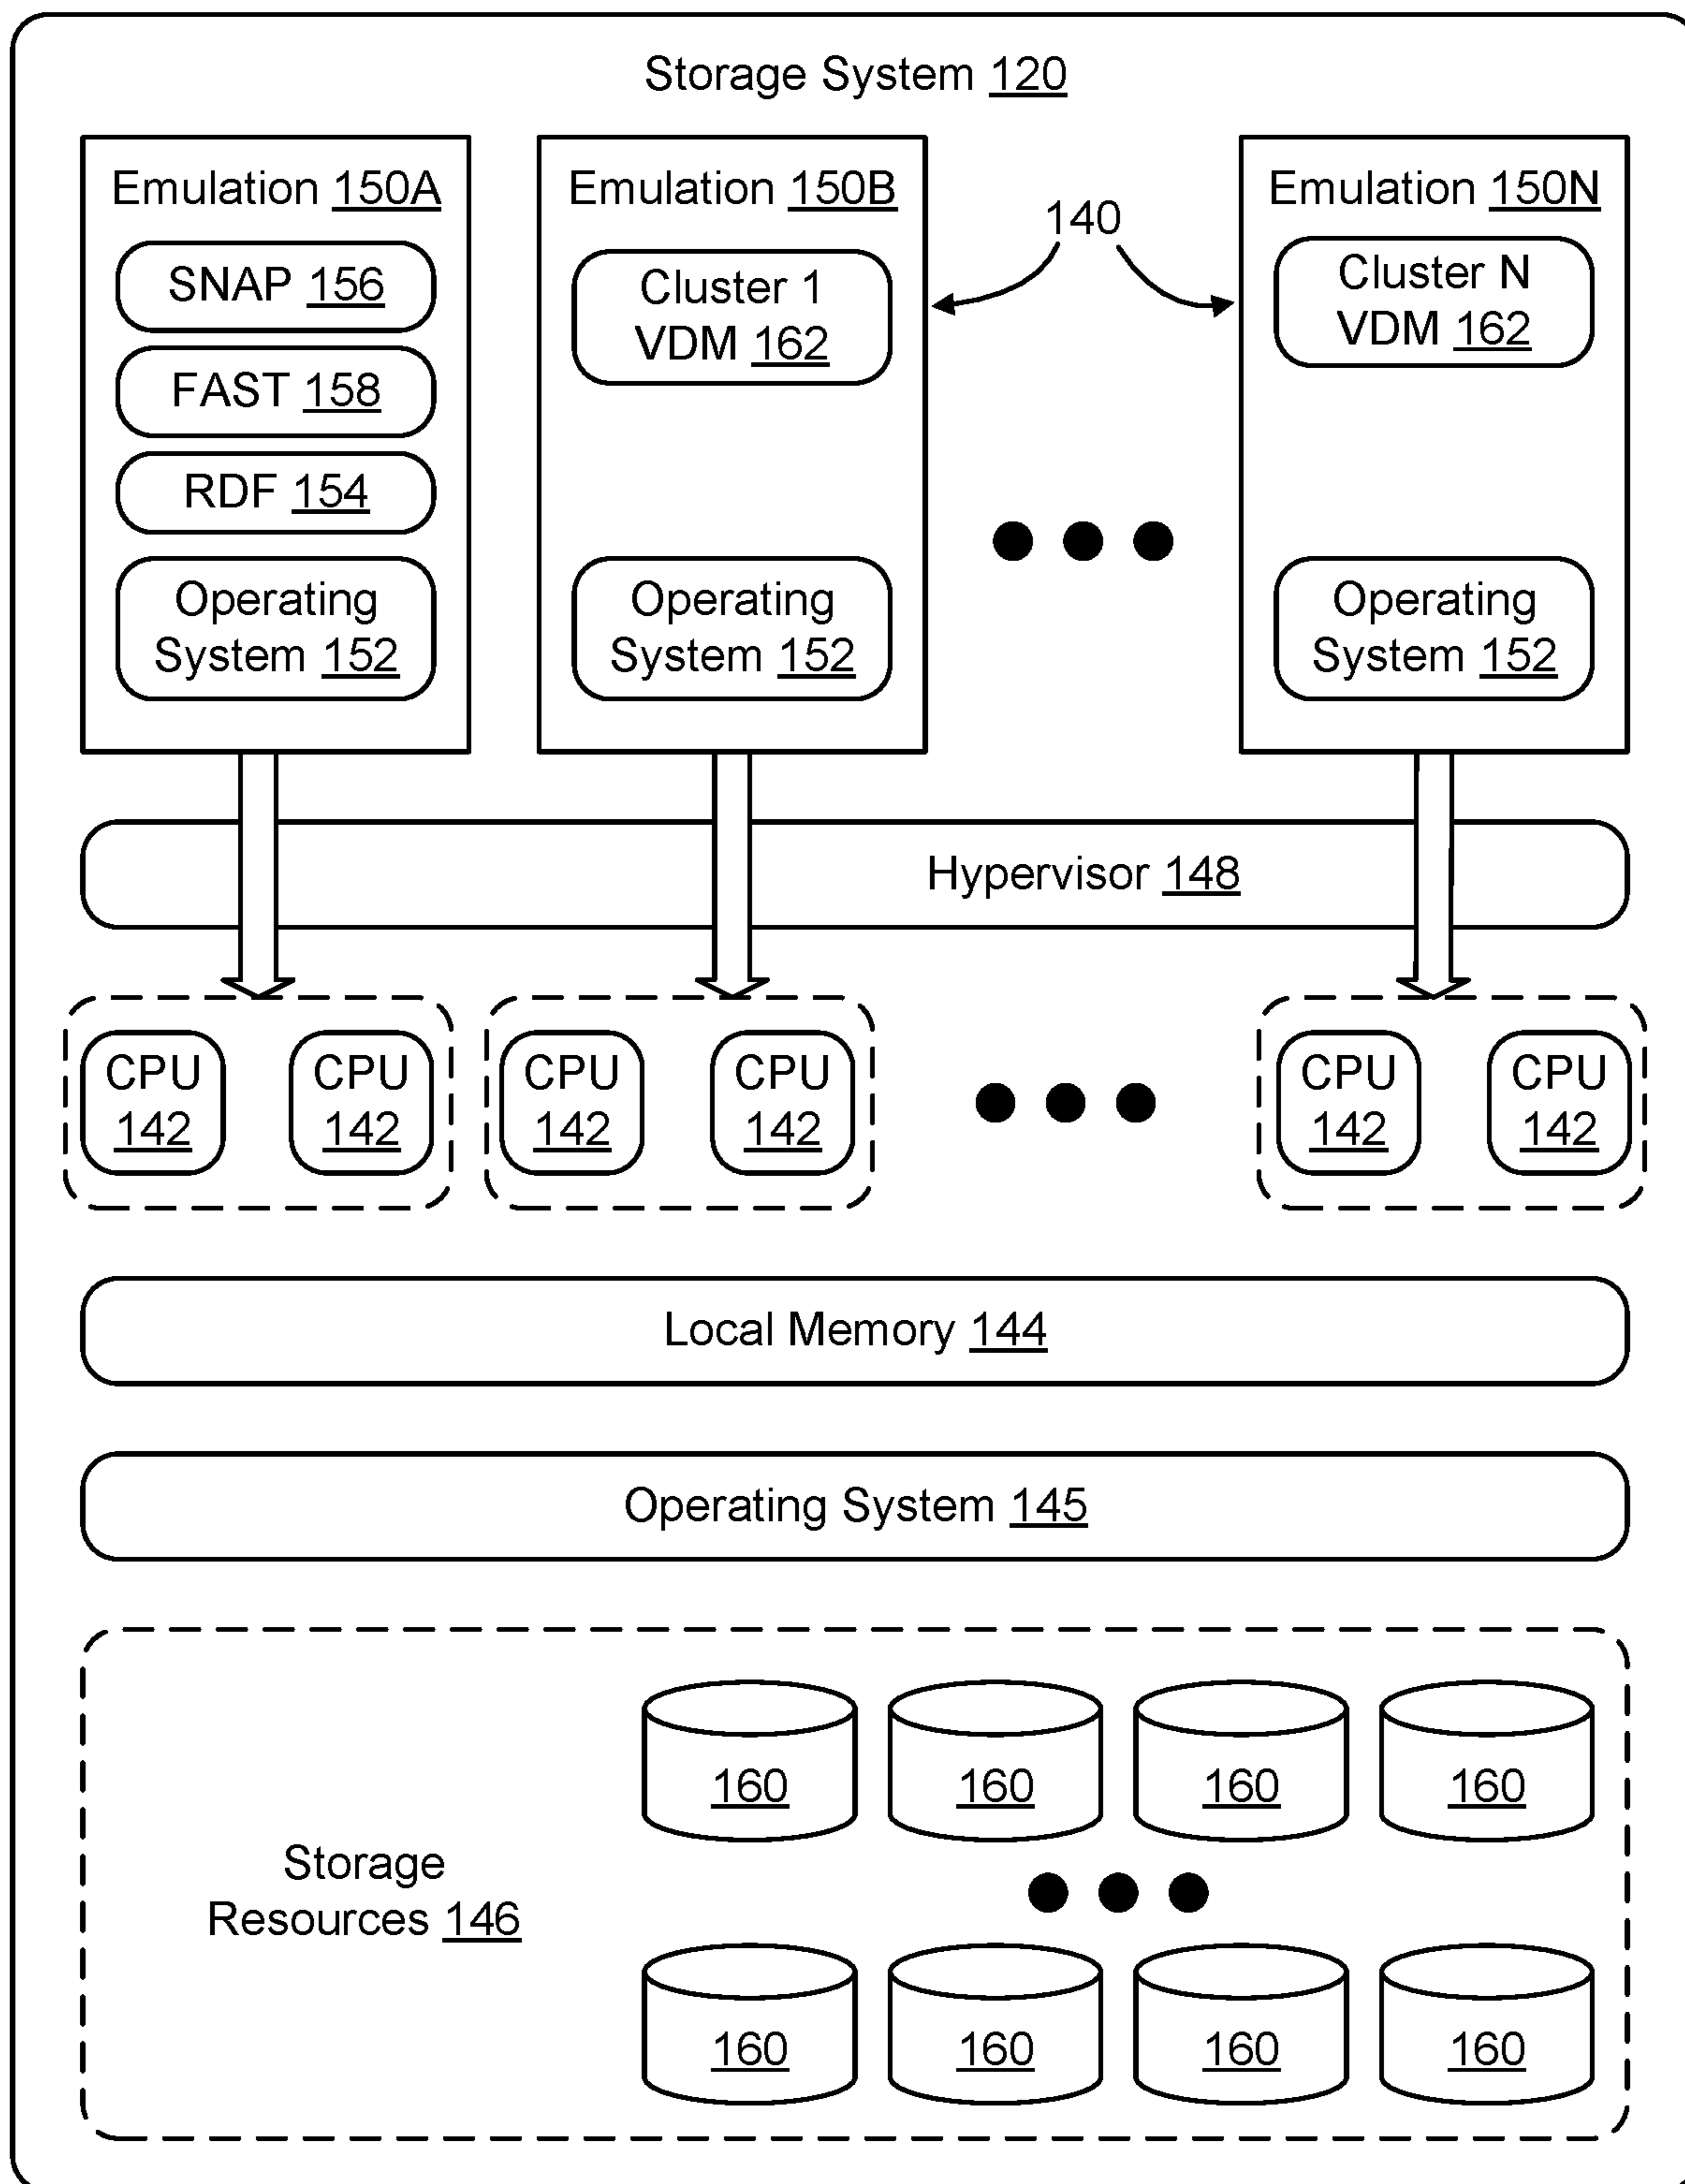 Storage System 120
Emulation 150A
SNAP 156
FAST 158
RDF 154
Operating
System 152
Emulation 150B
Cluster 1
VDM 162
Operating
System 152
140
Emulation 150N
Cluster N
VDM 162
Operating
System 152
Hypervisor 148
CPU
142
CPU
142
CPU
142
CPU
142
CPU
142
CPU
142
Local Memory 144
Operating System 145
Storage
Resources 146
160
160
160
160
160
160
160
160